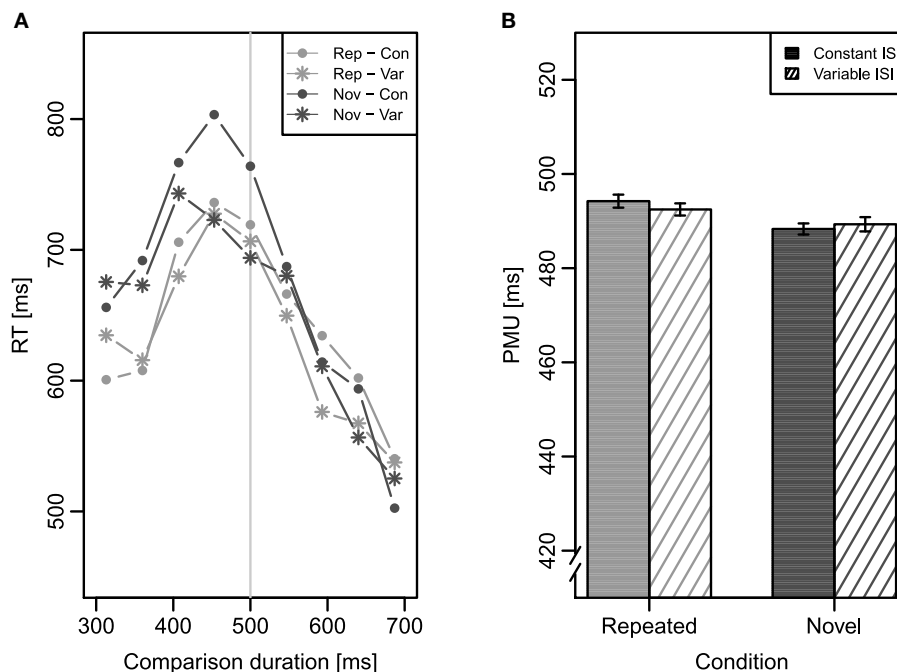 A
RT [ms]
800
700
600
500
300 400 500 600 700
Comparison duration [ms]
Rep – Con
Rep – Var
Nov – Con
Nov – Var
B
PMU [ms]
520
500
480
460
440
420
Repeated Novel
Condition
Constant IS
Variable ISI